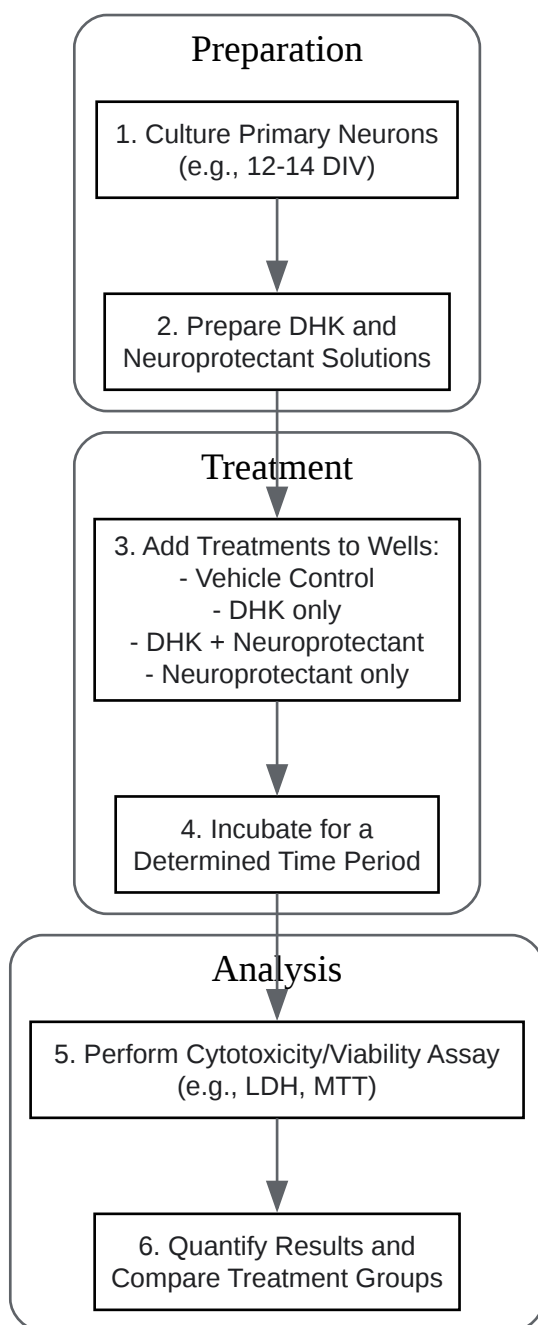 Preparation
1. Culture Primary Neurons
(e.g., 12-14 DIV)
2. Prepare DHK and
Neuroprotectant Solutions
Treatment
3. Add Treatments to Wells:
- Vehicle Control
- DHK only
- DHK + Neuroprotectant
- Neuroprotectant only
4. Incubate for a
Determined Time Period
Analysis
5. Perform Cytotoxicity/Viability Assay
(e.g., LDH, MTT)
6. Quantify Results and
Compare Treatment Groups